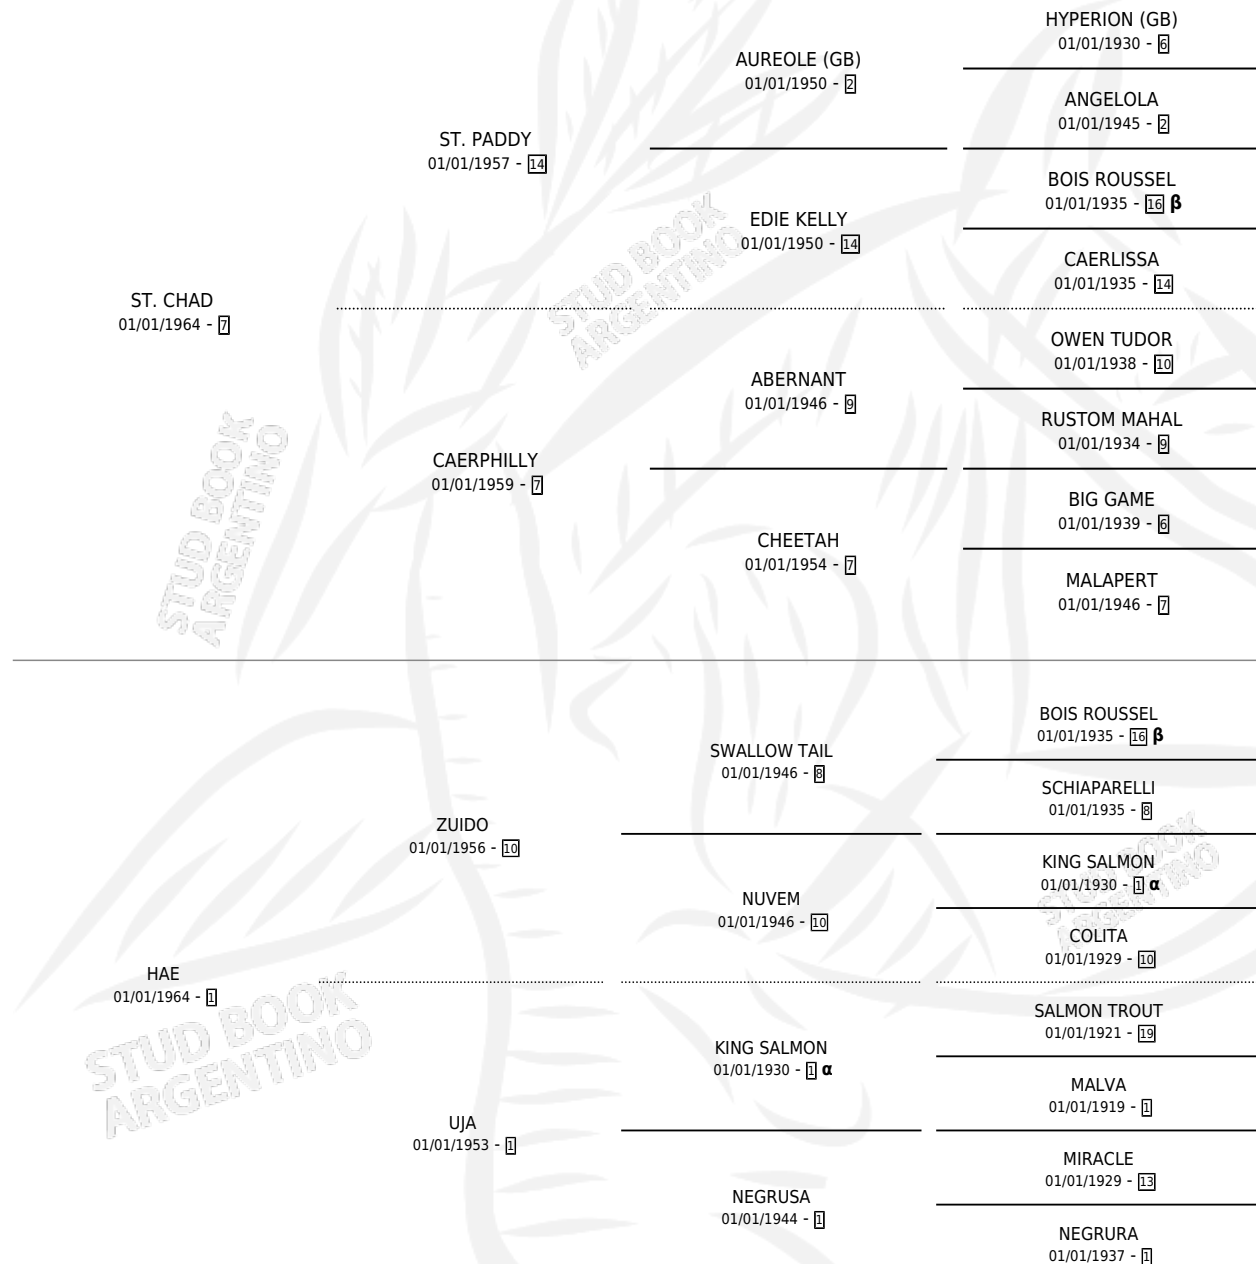 HYPERION (GB)
01/01/1930 - 6
AUREOLE (GB)
01/01/1950 - 2
ANGELOLA
01/01/1945 - 2
ST. PADDY
01/01/1957 - 14
BOIS ROUSSEL
01/01/1935 - 16 β
EDIE KELLY
01/01/1950 - 14
CAERLISSA
01/01/1935 - 14
ST. CHAD
01/01/1964 - 7
OWEN TUDOR
01/01/1938 - 10
ABERNANT
01/01/1946 - 9
RUSTOM MAHAL
01/01/1934 - 9
CAERPHILLY
01/01/1959 - 7
BIG GAME
01/01/1939 - 6
CHEETAH
01/01/1954 - 7
MALAPERT
01/01/1946 - 7
BOIS ROUSSEL
01/01/1935 - 16 β
SWALLOW TAIL
01/01/1946 - 8
SCHIAPARELLI
01/01/1935 - 8
ZUIDO
01/01/1956 - 10
KING SALMON
01/01/1930 - 1 α
NUVEM
01/01/1946 - 10
COLITA
01/01/1929 - 10
HAE
01/01/1964 - 1
SALMON TROUT
01/01/1921 - 19
KING SALMON
01/01/1930 - 1 α
MALVA
01/01/1919 - 1
UJA
01/01/1953 - 1
MIRACLE
01/01/1929 - 13
NEGRUSA
01/01/1944 - 1
NEGRURA
01/01/1937 - 1
STUD BOOK
ARGENTINO
STUD BOOK
ARGENTINO
STUD BOOK
ARGENTINO
STUD BOOK
ARGENTINO